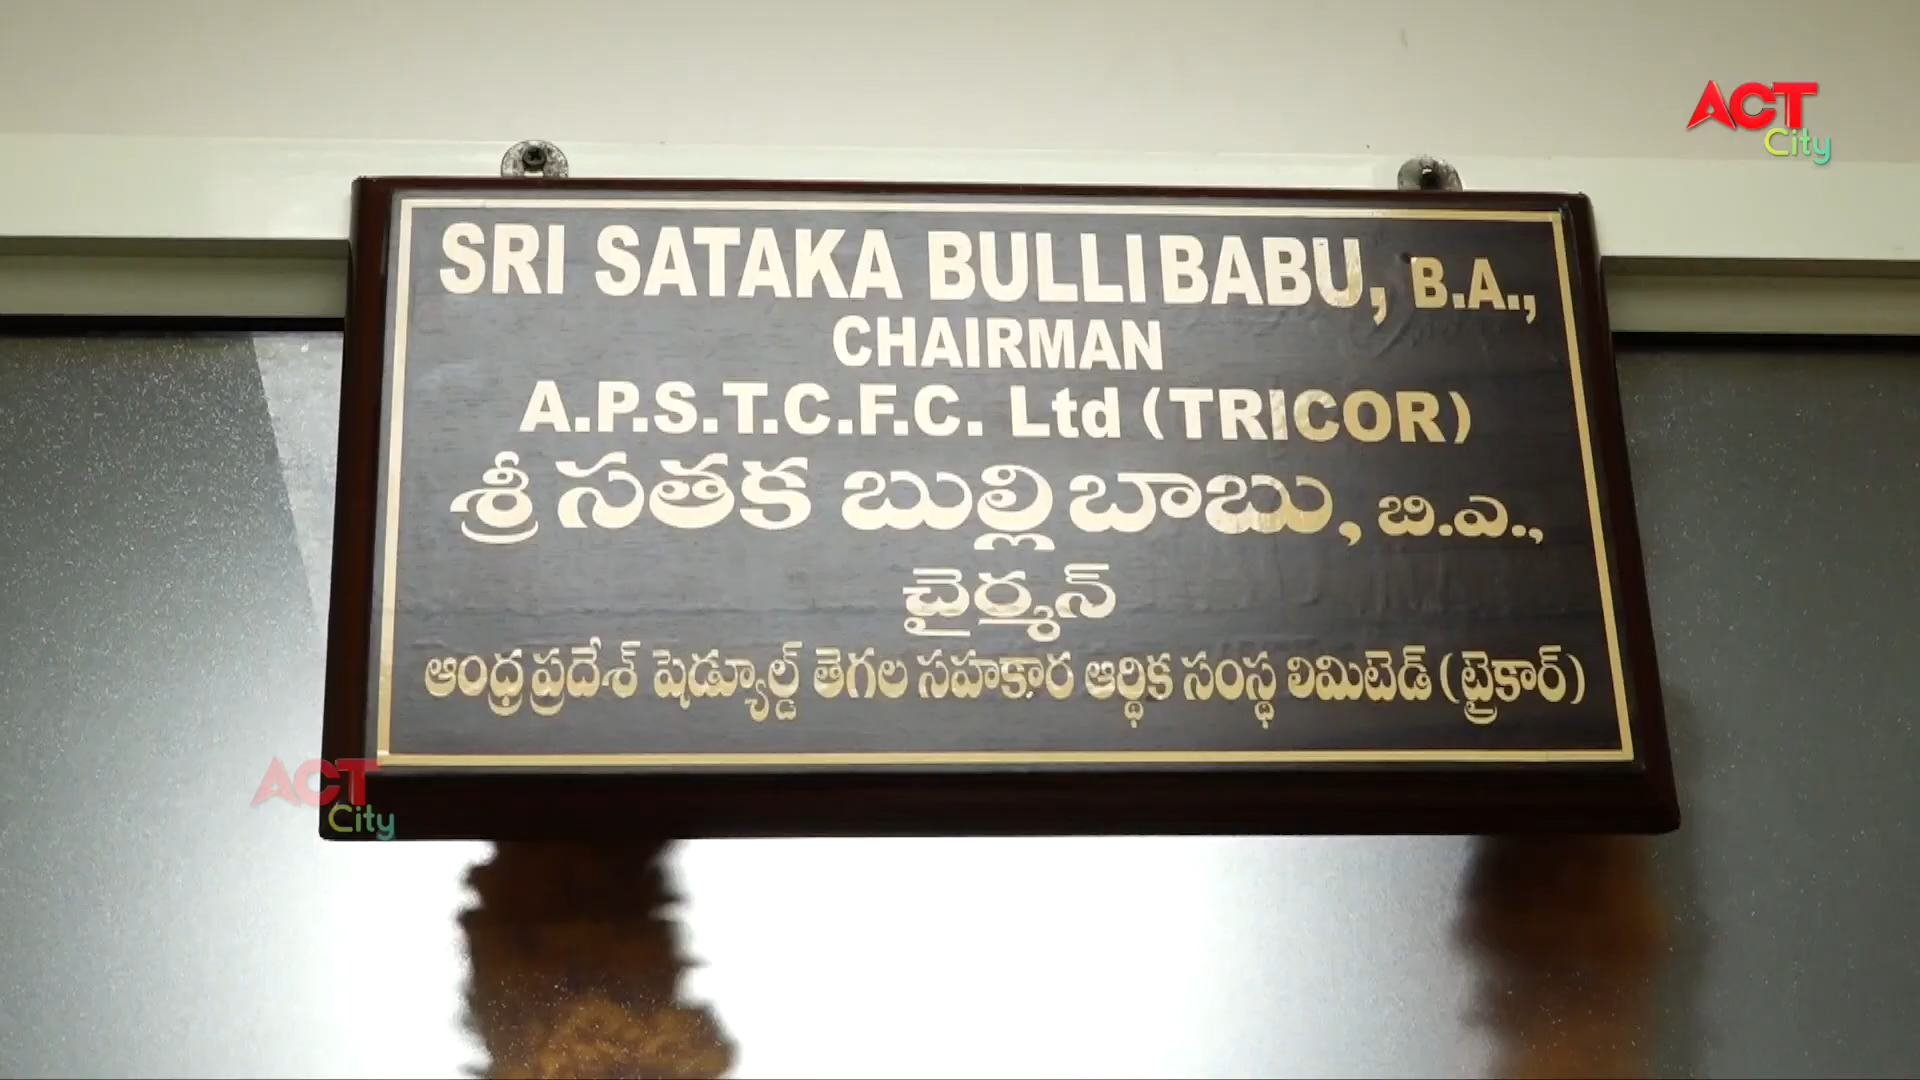 ACT
City
SRI SATAKA BULLIBABU, B.A.,
CHAIRMAN
A.P.S.T.C.F.C. Ltd (TRICOR)
శ్రీ సతక బుల్లిబాబు, బి.ఎ.,
చైర్మన్
ఆంధ్రప్రదేశ్ షెడ్యూల్డ్ తెగల సహకార ఆర్థిక సంస్థ లిమిటెడ్ (ట్రైకార్)
ACT
City